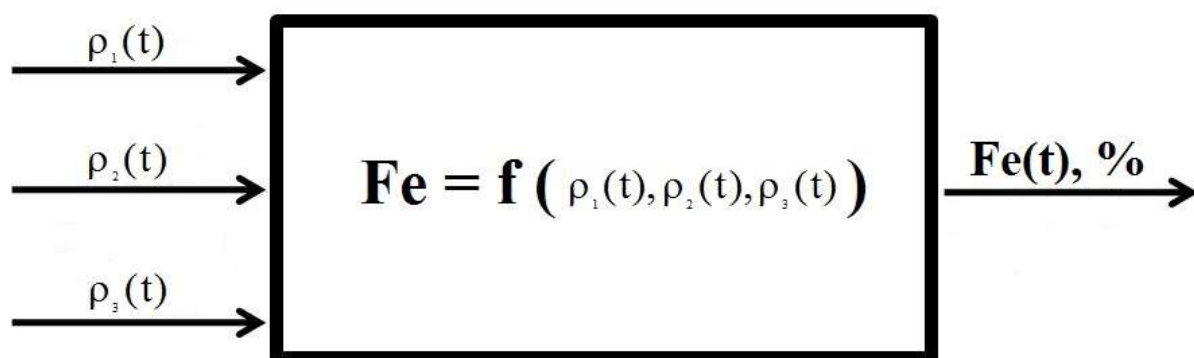 ρ₁(t)
ρ₂(t)
ρ₃(t)
Fe = f ( ρ₁(t), ρ₂(t), ρ₃(t) )
Fe(t), %